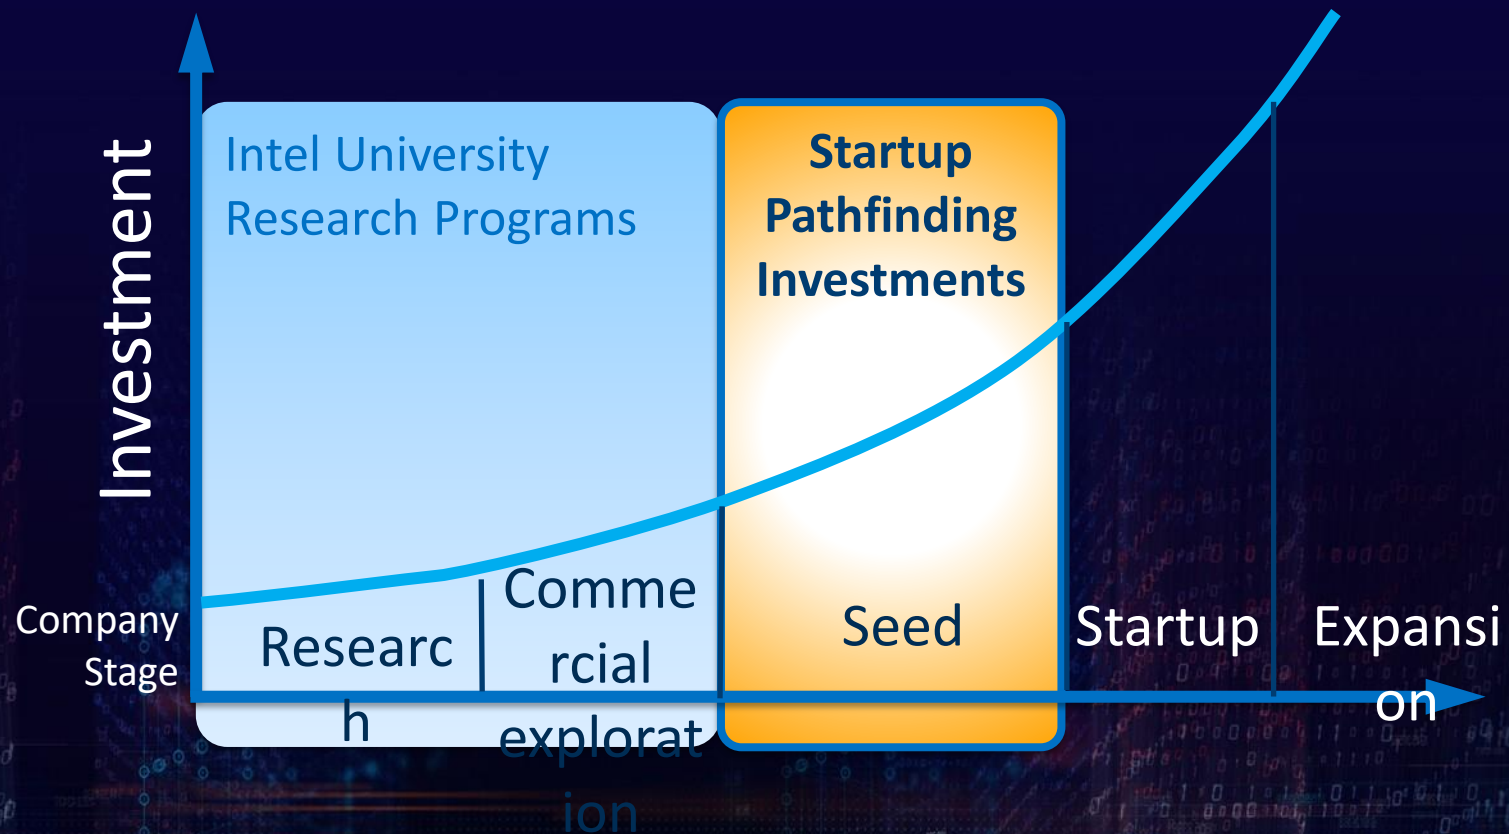 Intel University
Research Programs
Startup
Pathfinding
Investments
Investment
Company
Stage
Researc
h
Comme
rcial
explorat
ion
Seed
Startup
Expansi
on